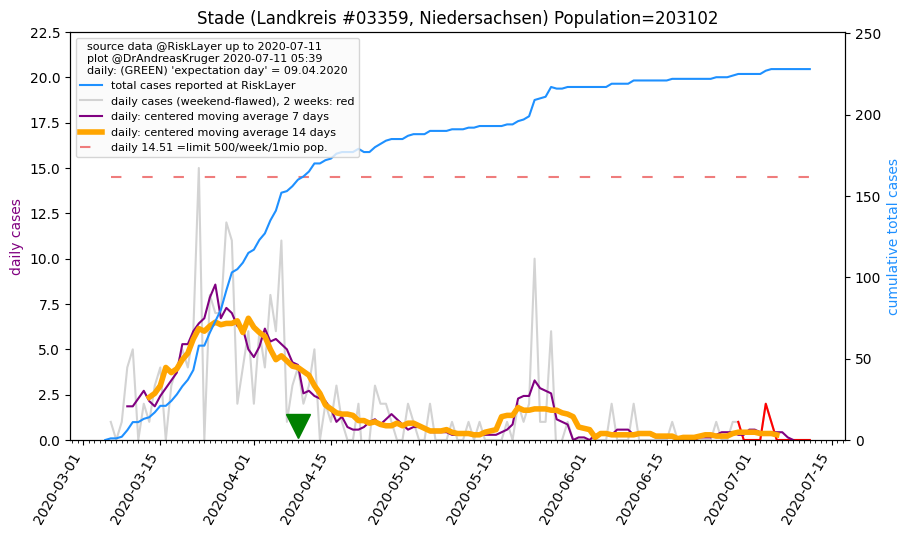 Stade (Landkreis #03359, Niedersachsen) Population=203102
source data @RiskLayer up to 2020-07-11
plot @DrAndreasKruger 2020-07-11 05:39
daily: (GREEN) 'expectation day' = 09.04.2020
total cases reported at RiskLayer
daily cases (weekend-flawed), 2 weeks: red
daily: centered moving average 7 days
daily: centered moving average 14 days
daily 14.51 =limit 500/week/1mio pop.
daily cases
22.5
20.0
17.5
15.0
12.5
10.0
7.5
5.0
2.5
0.0
250
200
150
100
50
0
cumulative total cases
2020-03-01
2020-03-15
2020-04-01
2020-04-15
2020-05-01
2020-05-15
2020-06-01
2020-06-15
2020-07-01
2020-07-15